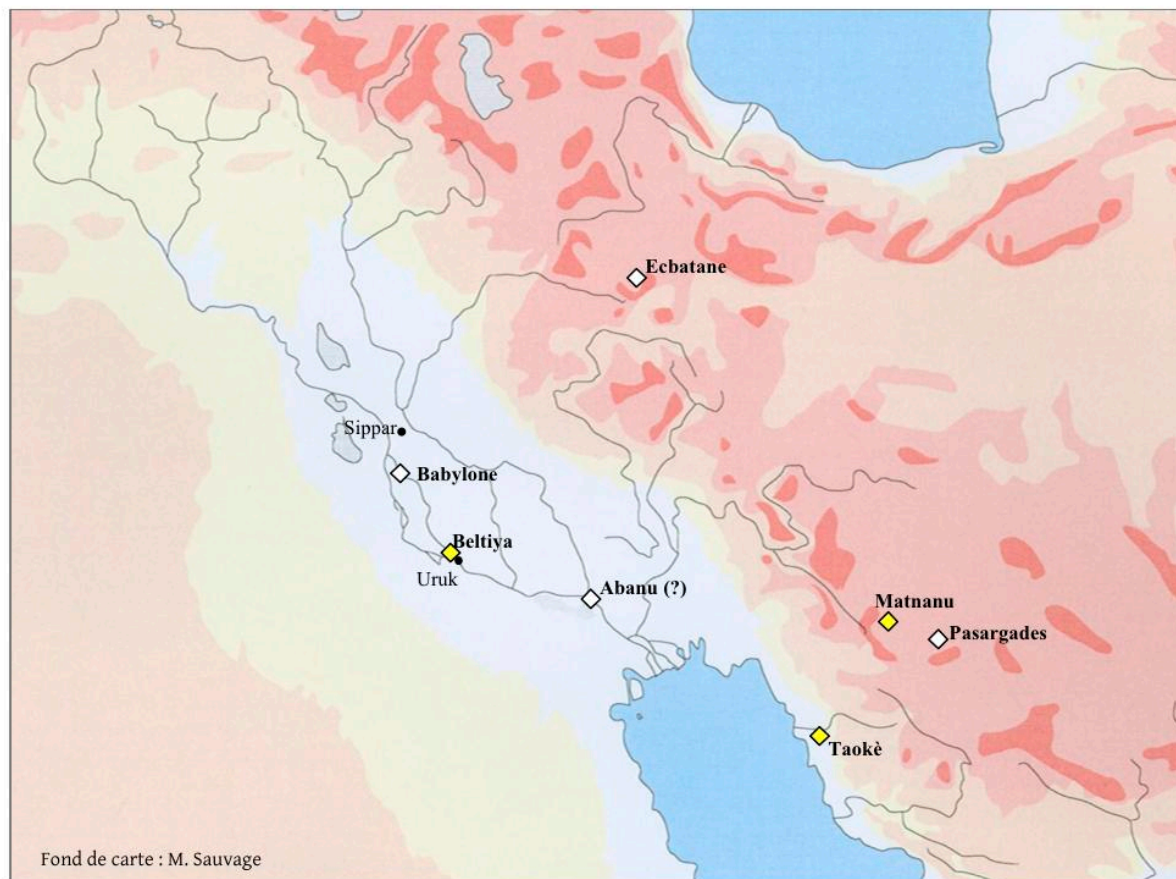 Ecbatane
Sippar
Babylone
Beltiya
Uruk
Abanu (?)
Matnanu
Pasargades
Taokè
Fond de carte : M. Sauvage